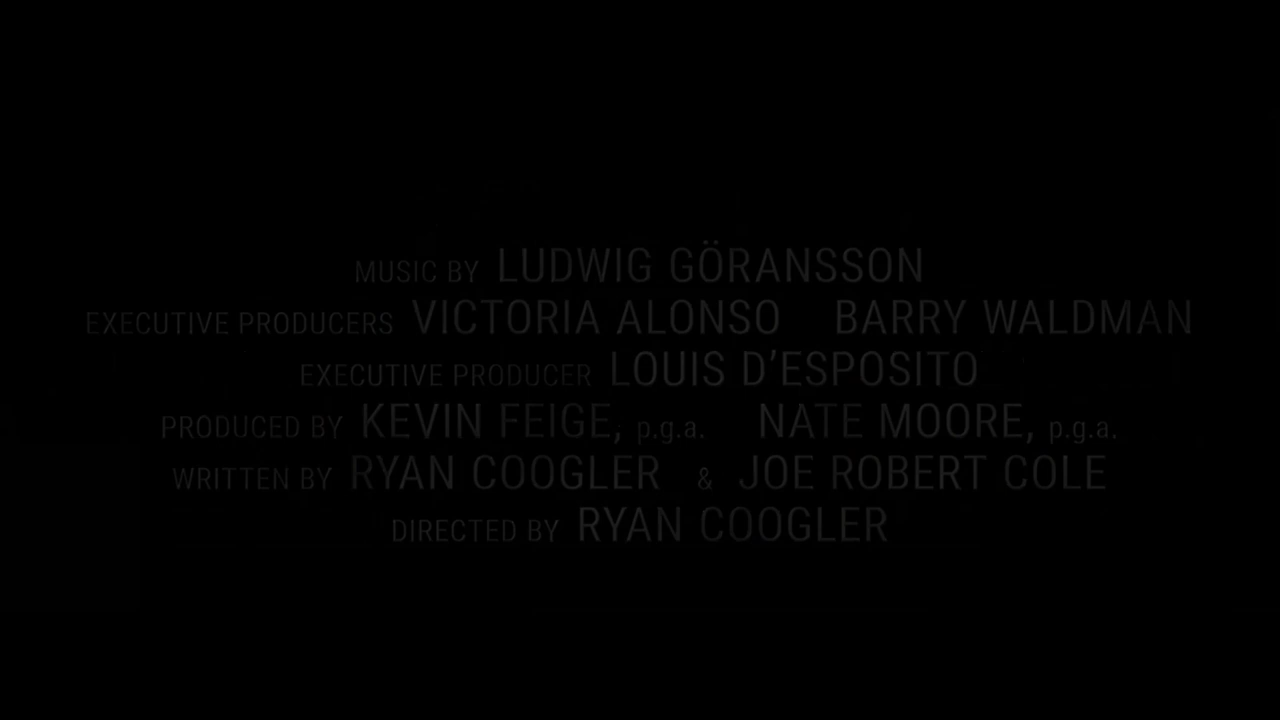 MUSIC BY LUDWIG GÖRANSSON
EXECUTIVE PRODUCERS VICTORIA ALONSO BARRY WALDMAN
EXECUTIVE PRODUCER LOUIS D’ESPOSITO
PRODUCED BY KEVIN FEIGE, p.g.a. NATE MOORE, p.g.a.
WRITTEN BY RYAN COOGLER & JOE ROBERT COLE
DIRECTED BY RYAN COOGLER